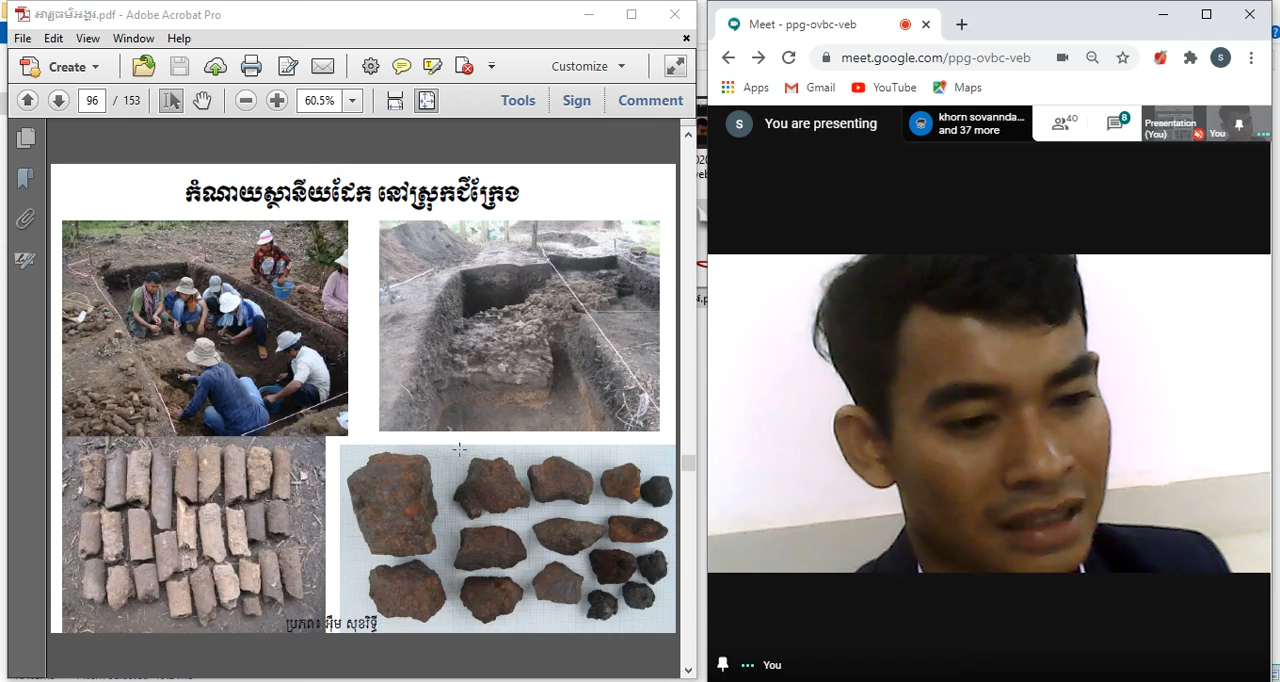 អាហ្គធម៌អង្គរ.pdf - Adobe Acrobat Pro
File Edit View Window Help
Create
Customize
96 / 153
60.5%
Tools Sign Comment
កំណាយស្ថានីយដែក នៅស្រុកជីក្រែង
ប្រភព៖ អ៊ឹម សុខរិទ្ធី
Meet - ppg-ovbc-veb
meet.google.com/ppg-ovbc-veb
S
Apps Gmail YouTube Maps
S
You are presenting
khorn sovannda...
and 37 more
40
8
Presentation
(You)
You
You